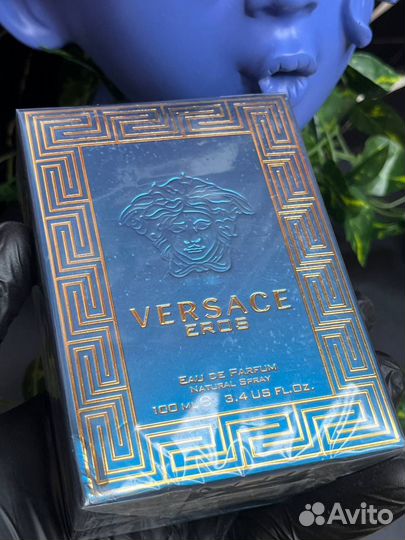 VERSACE
EROS
EAU DE PARFUM
NATURAL SPRAY
100 ML℮ 3.4 US FL.OZ.
Avito